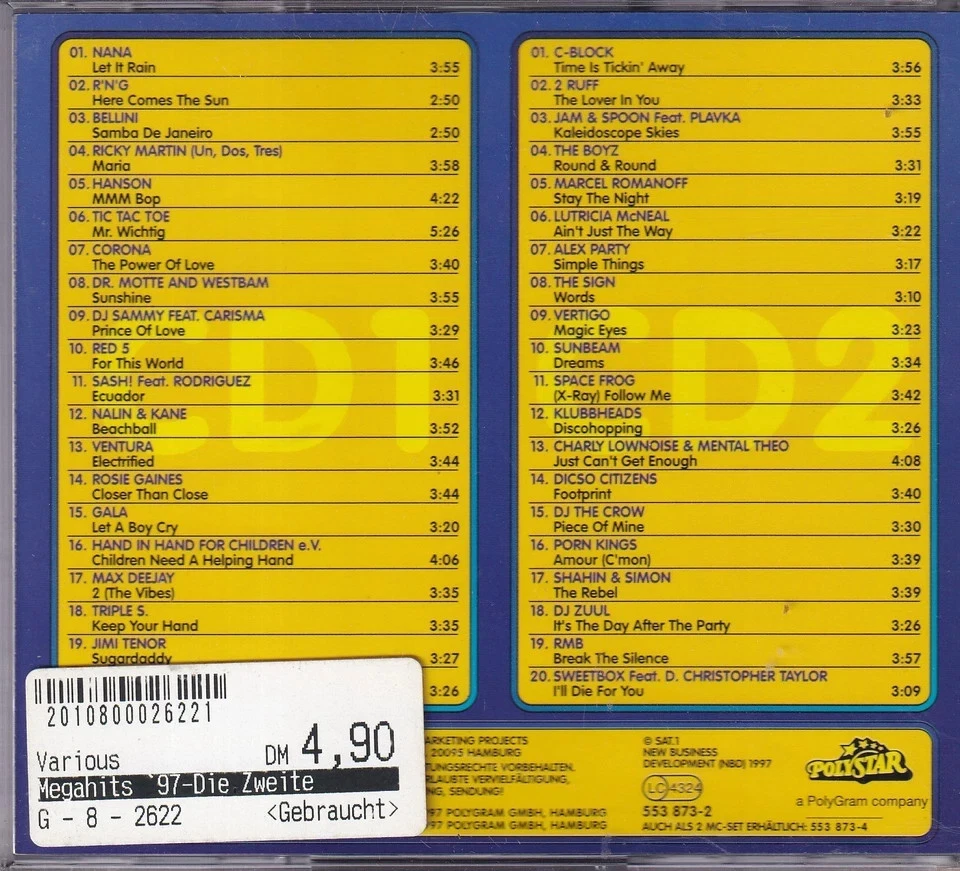 01. NANA
Let It Rain 3:55
02. R'N'G
Here Comes The Sun 2:50
03. BELLINI
Samba De Janeiro 2:50
04. RICKY MARTIN (Un, Dos, Tres)
Maria 3:58
05. HANSON
MMM Bop 4:22
06. TIC TAC TOE
Mr. Wichtig 5:26
07. CORONA
The Power Of Love 3:40
08. DR. MOTTE AND WESTBAM
Sunshine 3:55
09. DJ SAMMY FEAT. CARISMA
Prince Of Love 3:29
10. RED 5
For This World 3:46
11. SASH! Feat. RODRIGUEZ
Ecuador 3:31
12. NALIN & KANE
Beachball 3:52
13. VENTURA
Electrified 3:44
14. ROSIE GAINES
Closer Than Close 3:44
15. GALA
Let A Boy Cry 3:20
16. HAND IN HAND FOR CHILDREN e.V.
Children Need A Helping Hand 4:06
17. MAX DEEJAY
2 (The Vibes) 3:35
18. TRIPLE S.
Keep Your Hand 3:35
19. JIMI TENOR
Sugardaddy 3:27
3:26
CD1
01. C-BLOCK
Time Is Tickin' Away 3:56
02. 2 RUFF
The Lover In You 3:33
03. JAM & SPOON Feat. PLAVKA
Kaleidoscope Skies 3:55
04. THE BOYZ
Round & Round 3:31
05. MARCEL ROMANOFF
Stay The Night 3:19
06. LUTRICIA McNEAL
Ain't Just The Way 3:22
07. ALEX PARTY
Simple Things 3:17
08. THE SIGN
Words 3:10
09. VERTIGO
Magic Eyes 3:23
10. SUNBEAM
Dreams 3:34
11. SPACE FROG
(X-Ray) Follow Me 3:42
12. KLUBBHEADS
Discohopping 3:26
13. CHARLY LOWNOISE & MENTAL THEO
Just Can't Get Enough 4:08
14. DICSO CITIZENS
Footprint 3:40
15. DJ THE CROW
Piece Of Mine 3:30
16. PORN KINGS
Amour (C'mon) 3:39
17. SHAHIN & SIMON
The Rebel 3:39
18. DJ ZUUL
It's The Day After The Party 3:26
19. RMB
Break The Silence 3:57
20. SWEETBOX Feat. D. CHRISTOPHER TAYLOR
I'll Die For You 3:09
CD2
2010800026221
Various DM 4,90
Megahits `97-Die Zweite
G - 8 - 2622 <Gebraucht>
ARKETING PROJECTS
20095 HAMBURG
TUNGSRECHTE VORBEHALTEN.
RLAUBTE VERVIELFÄLTIGUNG,
NG, SENDUNG!
97 POLYGRAM GMBH, HAMBURG
97 POLYGRAM GMBH, HAMBURG
© SAT.1
NEW BUSINESS
DEVELOPMENT (NBD) 1997
LC 4324
553 873-2
AUCH ALS 2 MC-SET ERHÄLTLICH: 553 873-4
POLYSTAR
a PolyGram company